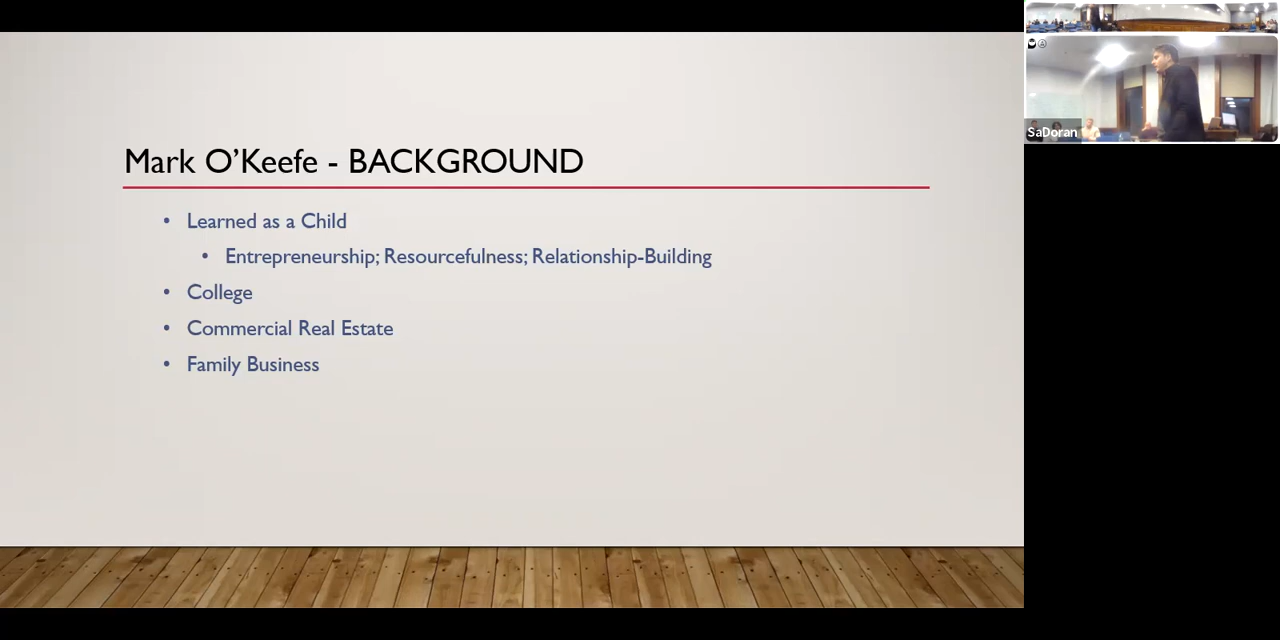 Mark O’Keefe - BACKGROUND
• Learned as a Child
• Entrepreneurship; Resourcefulness; Relationship-Building
• College
• Commercial Real Estate
• Family Business
SaDoran